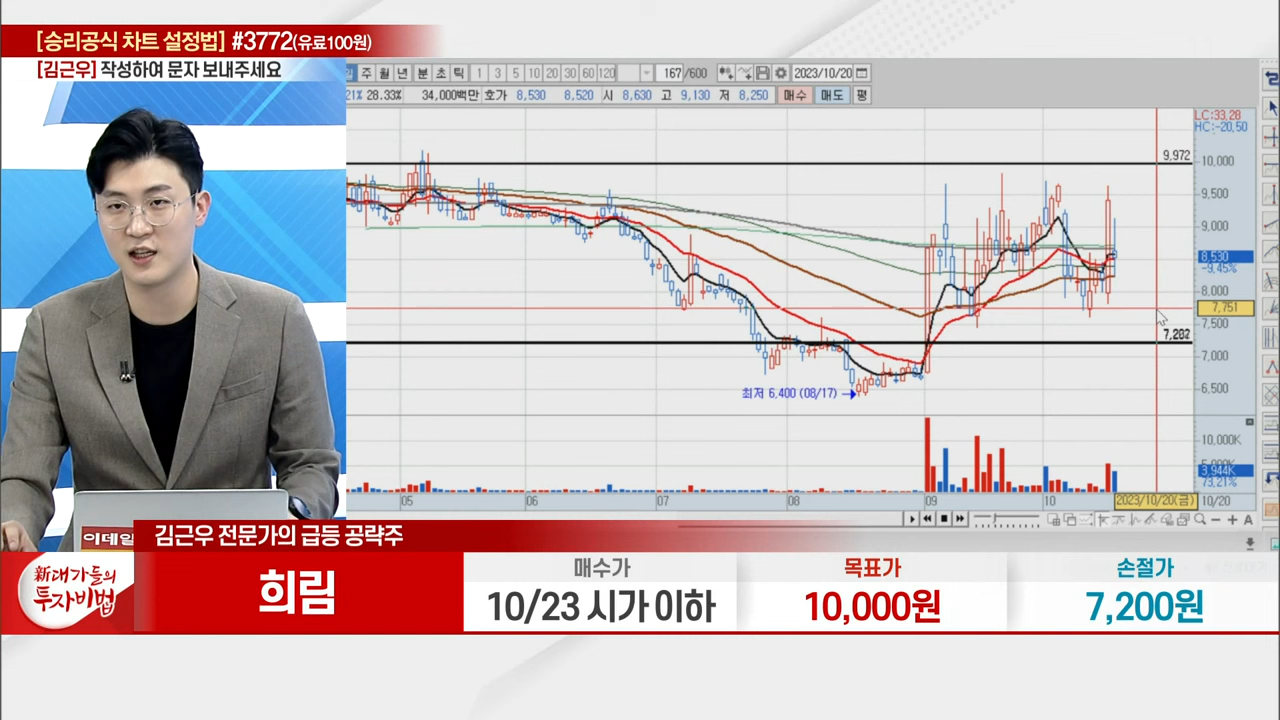 [승리공식 차트 설정법] #3772(유료100원)
[김근우] 작성하여 문자 보내주세요
주 월 년 분 초 틱 1 3 5 10 20 30 60 120 167 /600 2023/10/20
21% 28.33% 34,000백만 호가 8,530 8,520 시 8,630 고 9,130 저 8,250 매수 매도 평
LC:33,28
HC:-20,50
9,972
10,000
9,500
9,000
8,530
-9.45%
8,000
7,751
7,500
7,282
7,000
6,500
최저 6,400 (08/17)
10,000K
3,944K
73,21%
05 06 07 08 09 10 2023/10/20(금) 10/20
이데일
김근우 전문가의 급등 공략주
新대가들의
투자비법
희림
매수가 목표가 손절가
10/23 시가 이하 10,000원 7,200원